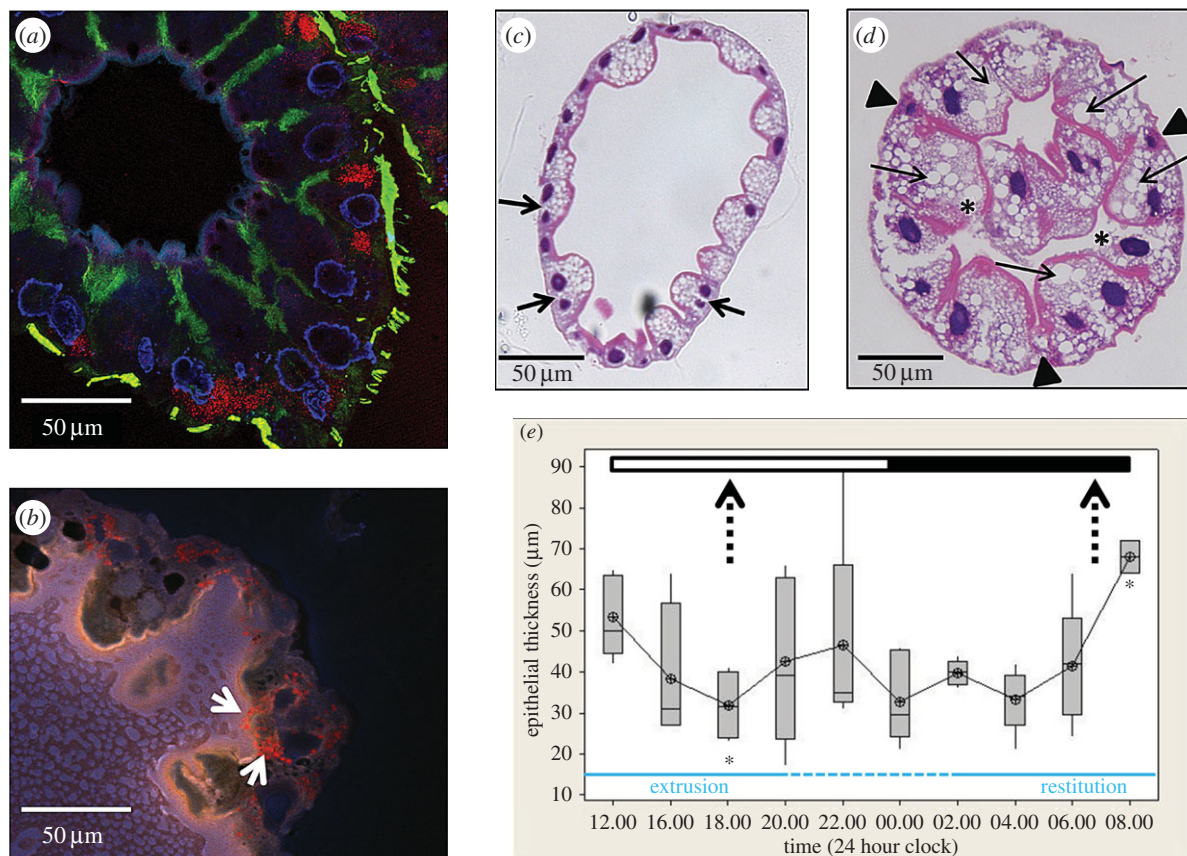 (a)
50 µm
(b)
50 µm
(c)
50 µm
(d)
*
*
50 µm
(e)
epithelial thickness (µm)
90
80
70
60
50
40
30
20
10
*
*
extrusion
restitution
12.00 16.00 18.00 20.00 22.00 00.00 02.00 04.00 06.00 08.00
time (24 hour clock)